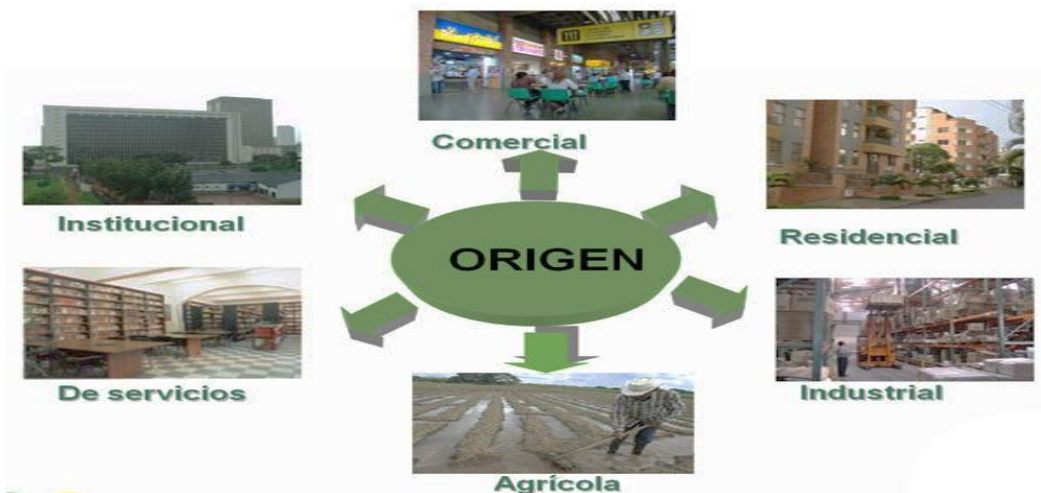 Comercial
Institucional
Residencial
ORIGEN
De servicios
Industrial
Agrícola